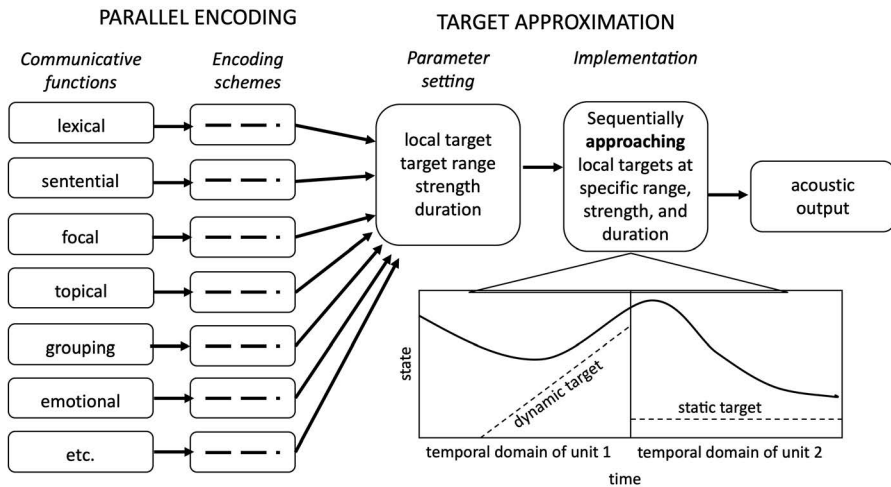 PARALLEL ENCODING
TARGET APPROXIMATION
Communicative
functions
Encoding
schemes
Parameter
setting
Implementation
lexical
sentential
focal
topical
grouping
emotional
etc.
local target
target range
strength
duration
Sequentially
approaching
local targets at
specific range,
strength, and
duration
acoustic
output
state
dynamic target
static target
temporal domain of unit 1
temporal domain of unit 2
time